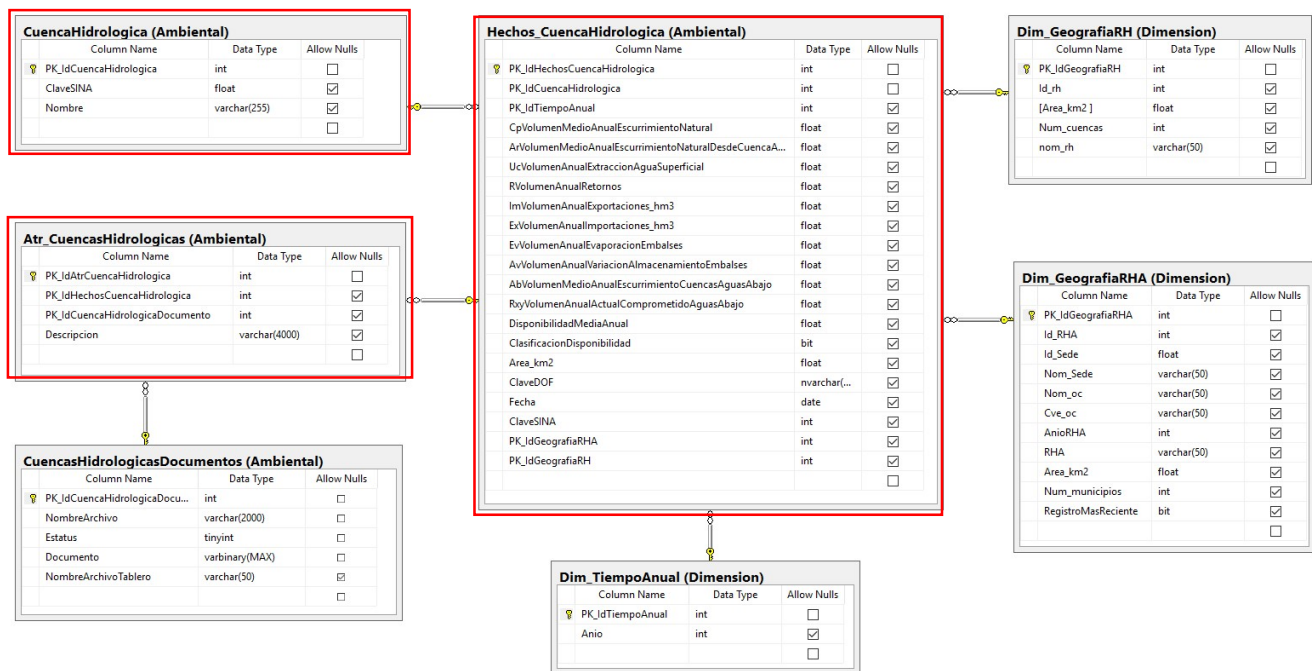 CuencaHidrologica (Ambiental)
Column Name Data Type Allow Nulls
PK_IdCuencaHidrologica int
ClaveSINA float
Nombre varchar(255)
Hechos_CuencaHidrologica (Ambiental)
Column Name Data Type Allow Nulls
PK_IdHechosCuencaHidrologica int
PK_IdCuencaHidrologica int
PK_IdTiempoAnual int
CpVolumenMedioAnualEscurrimientoNatural float
ArVolumenMedioAnualEscurrimientoNaturalDesdeCuencaA... float
UcVolumenAnualExtraccionAguaSuperficial float
RVolumenAnualRetornos float
ImVolumenAnualExportaciones_hm3 float
ExVolumenAnualImportaciones_hm3 float
EvVolumenAnualEvaporacionEmbalses float
AvVolumenAnualVariacionAlmacenamientoEmbalses float
AbVolumenMedioAnualEscurrimientoCuencasAguasAbajo float
RxyVolumenAnualActualComprometidoAguasAbajo float
DisponibilidadMediaAnual float
ClasificacionDisponibilidad bit
Area_km2 float
ClaveDOF nvarchar(...
Fecha date
ClaveSINA int
PK_IdGeografiaRHA int
PK_IdGeografiaRH int
Dim_GeografiaRH (Dimension)
Column Name Data Type Allow Nulls
PK_IdGeografiaRH int
Id_rh int
[Area_km2 ] float
Num_cuencas int
nom_rh varchar(50)
Atr_CuencasHidrologicas (Ambiental)
Column Name Data Type Allow Nulls
PK_IdAtrCuencaHidrologica int
PK_IdHechosCuencaHidrologica int
PK_IdCuencaHidrologicaDocumento int
Descripcion varchar(4000)
Dim_GeografiaRHA (Dimension)
Column Name Data Type Allow Nulls
PK_IdGeografiaRHA int
Id_RHA int
Id_Sede float
Nom_Sede varchar(50)
Nom_oc varchar(50)
Cve_oc varchar(50)
AnioRHA int
RHA varchar(50)
Area_km2 float
Num_municipios int
RegistroMasReciente bit
CuencasHidrologicasDocumentos (Ambiental)
Column Name Data Type Allow Nulls
PK_IdCuencaHidrologicaDocu... int
NombreArchivo varchar(2000)
Estatus tinyint
Documento varbinary(MAX)
NombreArchivoTablero varchar(50)
Dim_TiempoAnual (Dimension)
Column Name Data Type Allow Nulls
PK_IdTiempoAnual int
Anio int